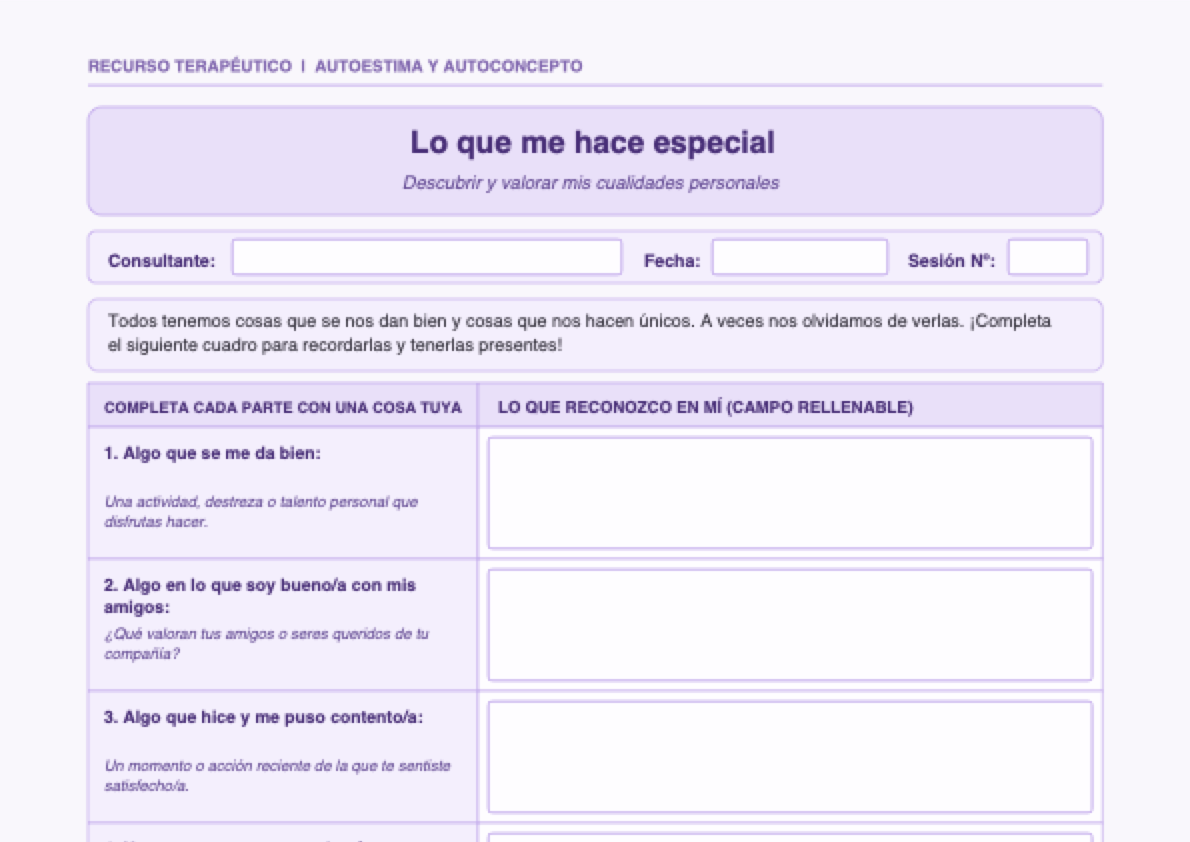 RECURSO TERAPÉUTICO | AUTOESTIMA Y AUTOCONCEPTO
Lo que me hace especial
Descubrir y valorar mis cualidades personales
Consultante: Fecha: Sesión Nº:
Todos tenemos cosas que se nos dan bien y cosas que nos hacen únicos. A veces nos olvidamos de verlas. ¡Completa
el siguiente cuadro para recordarlas y tenerlas presentes!
COMPLETA CADA PARTE CON UNA COSA TUYA LO QUE RECONOZCO EN MÍ (CAMPO RELLENABLE)
1. Algo que se me da bien:
Una actividad, destreza o talento personal que
disfrutas hacer.
2. Algo en lo que soy bueno/a con mis
amigos:
¿Qué valoran tus amigos o seres queridos de tu
compañía?
3. Algo que hice y me puso contento/a:
Un momento o acción reciente de la que te sentiste
satisfecho/a.